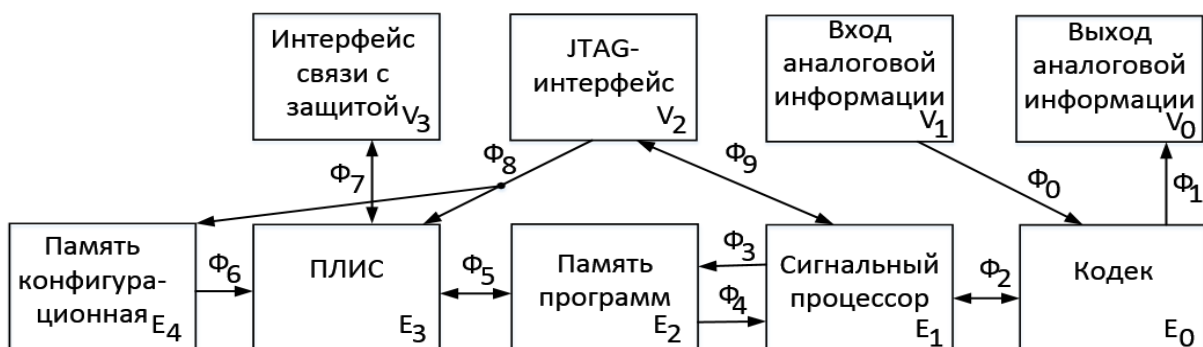 Интерфейс
связи с
защитой
V3
JTAG-
интерфейс
V2
Вход
аналоговой
информации
V1
Выход
аналоговой
информации
V0
Φ7
Φ8
Φ9
Φ0
Φ1
Память
конфигура-
ционная
E4
Φ6
ПЛИС
E3
Φ5
Память
программ
E2
Φ3
Φ4
Сигнальный
процессор
E1
Φ2
Кодек
E0